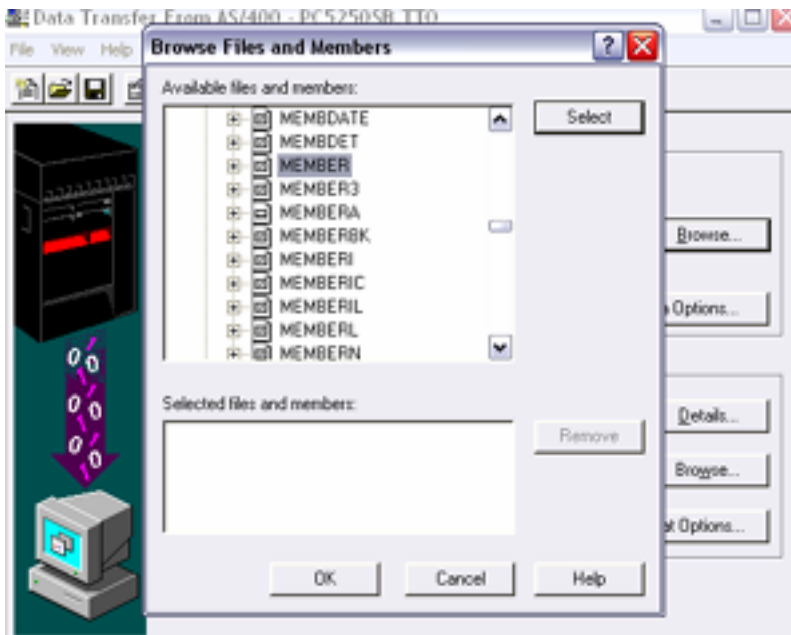 Data Transfer From AS/400 - PC5250SB.TTO
File View Help
Browse Files and Members
Available files and members:
MEMBDATE
MEMBDET
MEMBER
MEMBER3
MEMBERA
MEMBERBK
MEMBERI
MEMBERIC
MEMBERIL
MEMBERL
MEMBERN
Select
Browse...
Options...
Selected files and members:
Remove
Details...
Browse...
Options...
OK Cancel Help